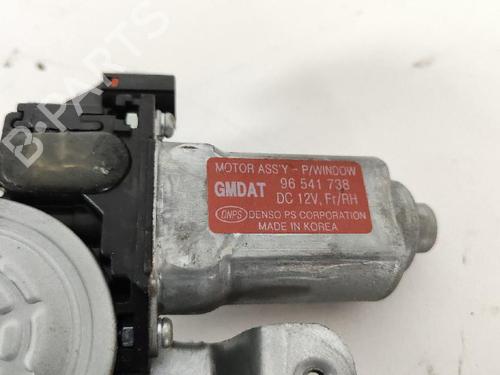 B-PARTS
MOTOR ASS'Y - P/WINDOW
GMDAT 96 541 738
DC 12V, Fr/RH
DNPS DENSO PS CORPORATION
MADE IN KOREA